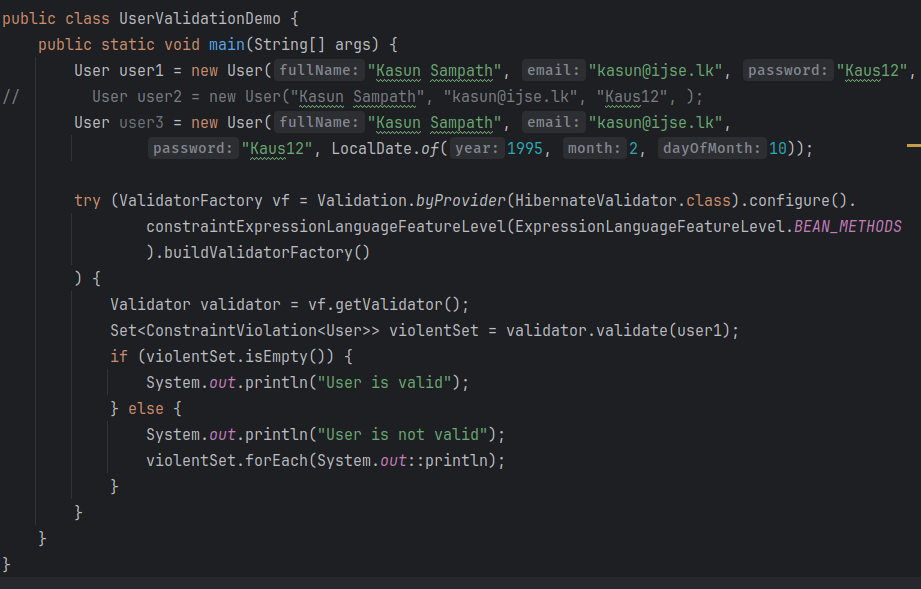 public class UserValidationDemo {
public static void main(String[] args) {
User user1 = new User( fullName: "Kasun Sampath", email: "kasun@ijse.lk", password: "Kaus12",
// User user2 = new User("Kasun Sampath", "kasun@ijse.lk", "Kaus12", );
User user3 = new User( fullName: "Kasun Sampath", email: "kasun@ijse.lk",
password: "Kaus12", LocalDate.of( year: 1995, month: 2, dayOfMonth: 10));
try (ValidatorFactory vf = Validation.byProvider(HibernateValidator.class).configure().
constraintExpressionLanguageFeatureLevel(ExpressionLanguageFeatureLevel.BEAN_METHODS
).buildValidatorFactory()
) {
Validator validator = vf.getValidator();
Set<ConstraintViolation<User>> violentSet = validator.validate(user1);
if (violentSet.isEmpty()) {
System.out.println("User is valid");
} else {
System.out.println("User is not valid");
violentSet.forEach(System.out::println);
}
}
}
}